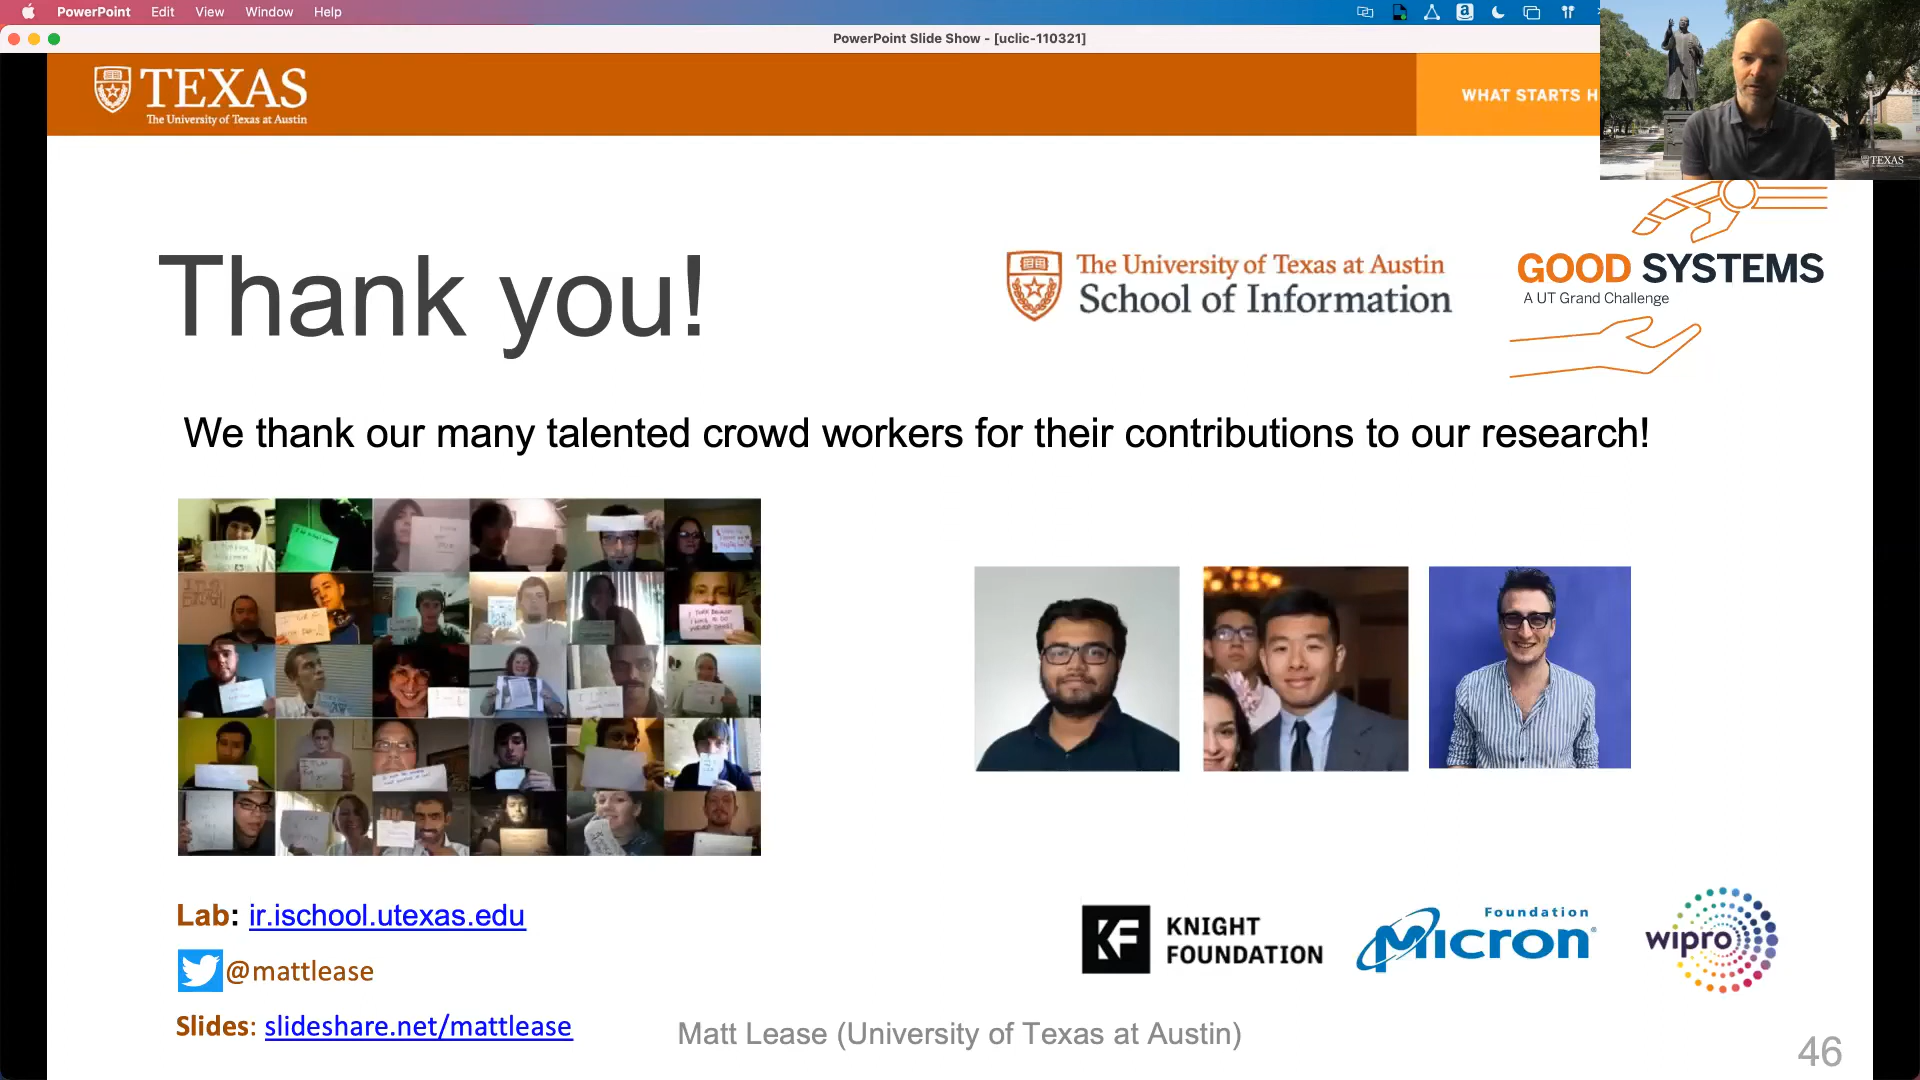 PowerPoint Edit View Window Help
PowerPoint Slide Show - [uclic-110321]
TEXAS
The University of Texas at Austin
WHAT STARTS H
TEXAS
Thank you!
The University of Texas at Austin
School of Information
GOOD SYSTEMS
A UT Grand Challenge
We thank our many talented crowd workers for their contributions to our research!
Lab: ir.ischool.utexas.edu
@mattlease
Slides: slideshare.net/mattlease
KF KNIGHT
FOUNDATION
Foundation
Micron
wipro
Matt Lease (University of Texas at Austin)
46